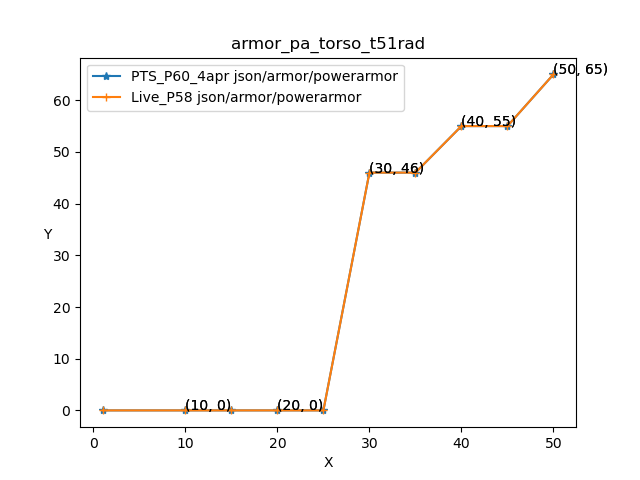 armor_pa_torso_t51rad
PTS_P60_4apr json/armor/powerarmor
Live_P58 json/armor/powerarmor
(50, 65)
(40, 55)
(30, 46)
(10, 0)
(20, 0)
60
50
40
30
20
10
0
Y
0 10 20 30 40 50
X